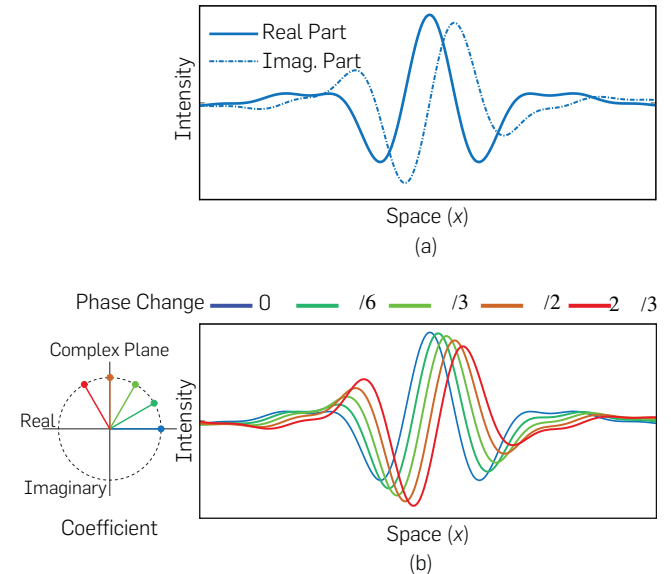 Real Part
Imag. Part
Intensity
Space (x)
(a)
Phase Change 0 /6 /3 /2 2 /3
Complex Plane
Real
Imaginary
Coefficient
Intensity
Space (x)
(b)